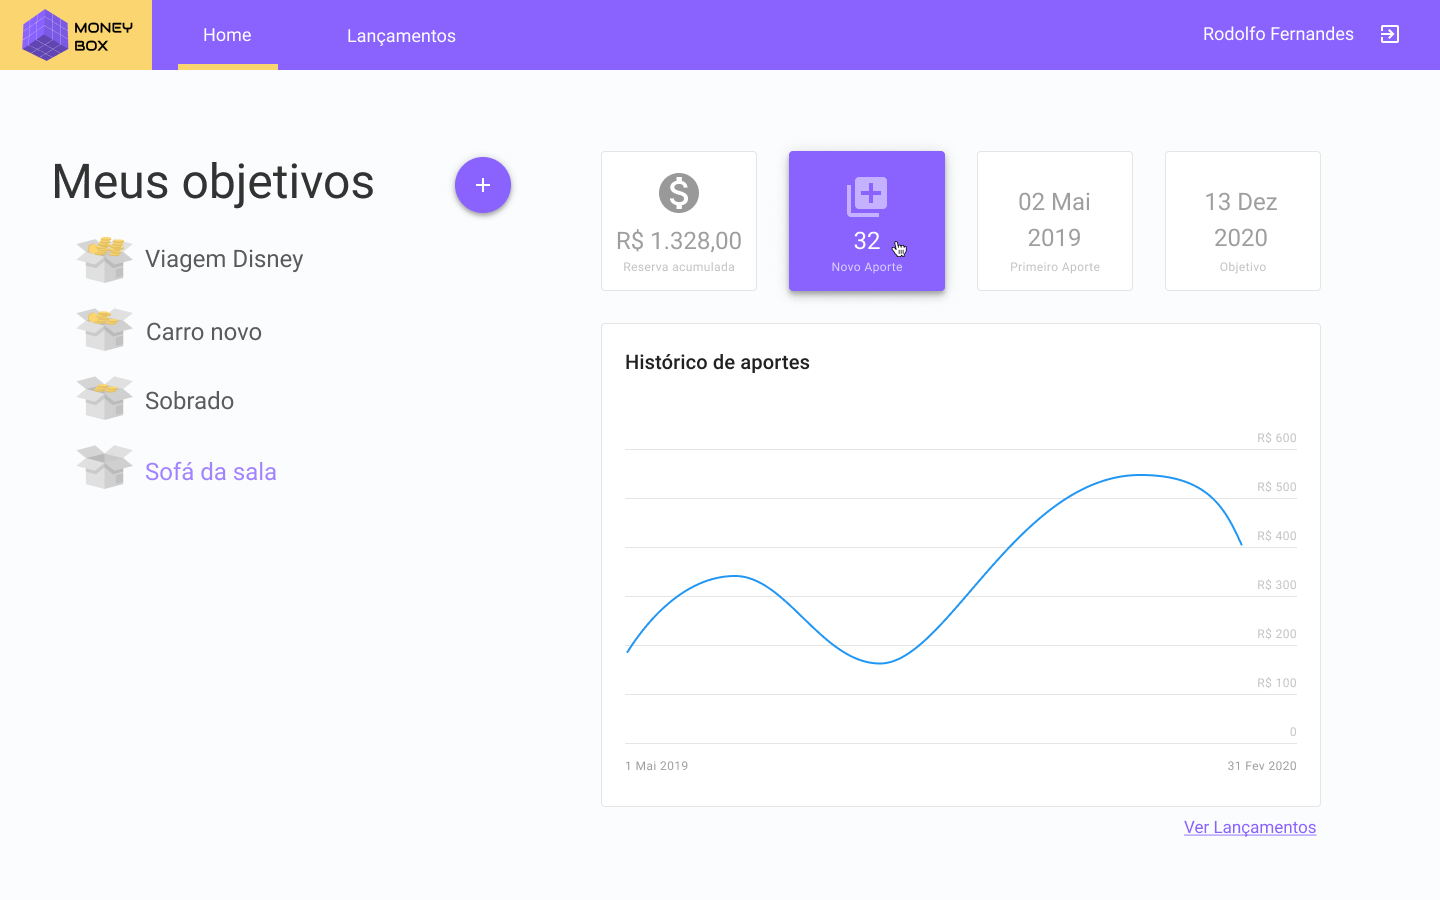 MONEY
BOX
Home
Lançamentos
Rodolfo Fernandes
Meus objetivos
+
Viagem Disney
Carro novo
Sobrado
Sofá da sala
$
R$ 1.328,00
Reserva acumulada
32
Novo Aporte
02 Mai
2019
Primeiro Aporte
13 Dez
2020
Objetivo
Histórico de aportes
R$ 600
R$ 500
R$ 400
R$ 300
R$ 200
R$ 100
0
1 Mai 2019
31 Fev 2020
Ver Lançamentos